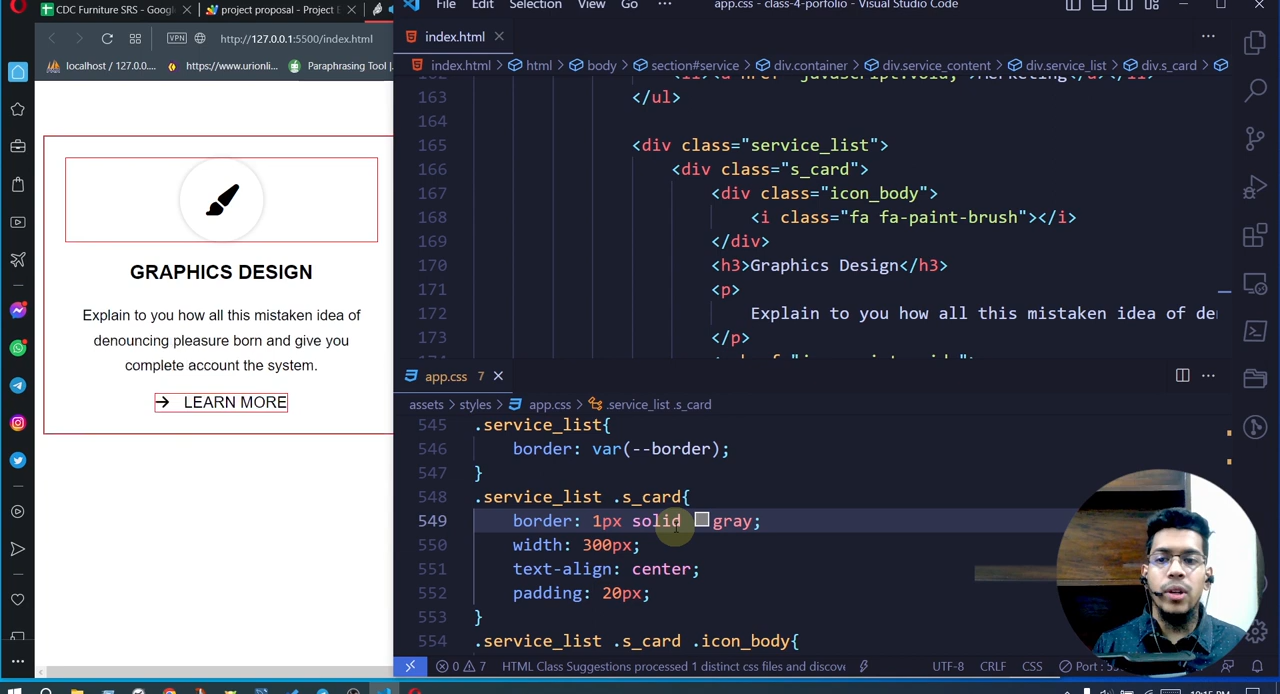 CDC Furniture SRS - Google
project proposal - Project
File Edit Selection View Go ··· app.css - class-4-porfolio - Visual Studio Code
VPN http://127.0.0.1:5500/index.html
localhost / 127.0.0.... https://www.urionli... Paraphrasing Tool |
index.html
index.html > html > body > section#service > div.container > div.service_content > div.service_list > div.s_card >
163 </ul>
164
165 <div class="service_list">
166 <div class="s_card">
167 <div class="icon_body">
168 <i class="fa fa-paint-brush"></i>
169 </div>
170 <h3>Graphics Design</h3>
171 <p>
172 Explain to you how all this mistaken idea of de
173 </p>
GRAPHICS DESIGN
Explain to you how all this mistaken idea of
denouncing pleasure born and give you
complete account the system.
→ LEARN MORE
app.css 7
assets > styles > app.css > .service_list .s_card
545 .service_list{
546 border: var(--border);
547 }
548 .service_list .s_card{
549 border: 1px solid gray;
550 width: 300px;
551 text-align: center;
552 padding: 20px;
553 }
554 .service_list .s_card .icon_body{
0 7 HTML Class Suggestions processed 1 distinct css files and discove UTF-8 CRLF CSS Port : 55